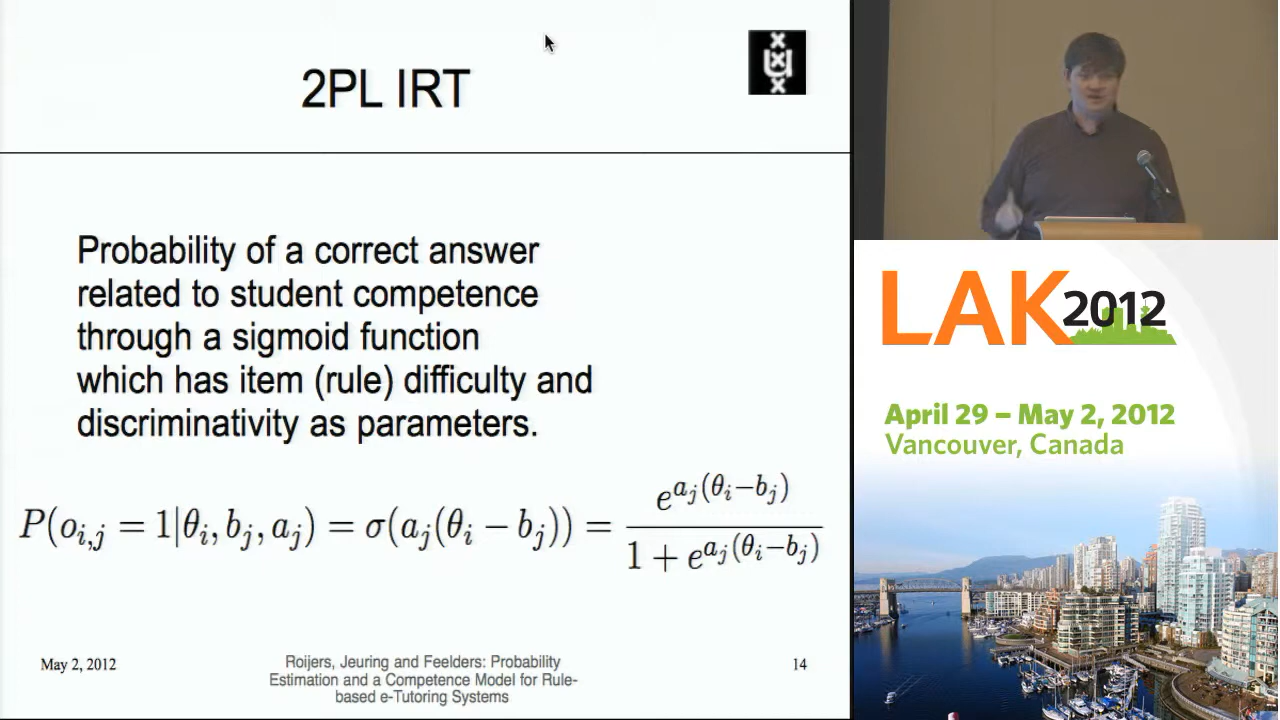 2PL IRT
Probability of a correct answer
related to student competence
through a sigmoid function
which has item (rule) difficulty and
discriminativity as parameters.
P(o_{i,j} = 1|θ_i, b_j, a_j) = σ(a_j(θ_i − b_j)) = e^{a_j(θ_i−b_j)} / (1 + e^{a_j(θ_i−b_j)})
May 2, 2012
Roijers, Jeuring and Feelders: Probability
Estimation and a Competence Model for Rule-
based e-Tutoring Systems
14
LAK2012
April 29 – May 2, 2012
Vancouver, Canada